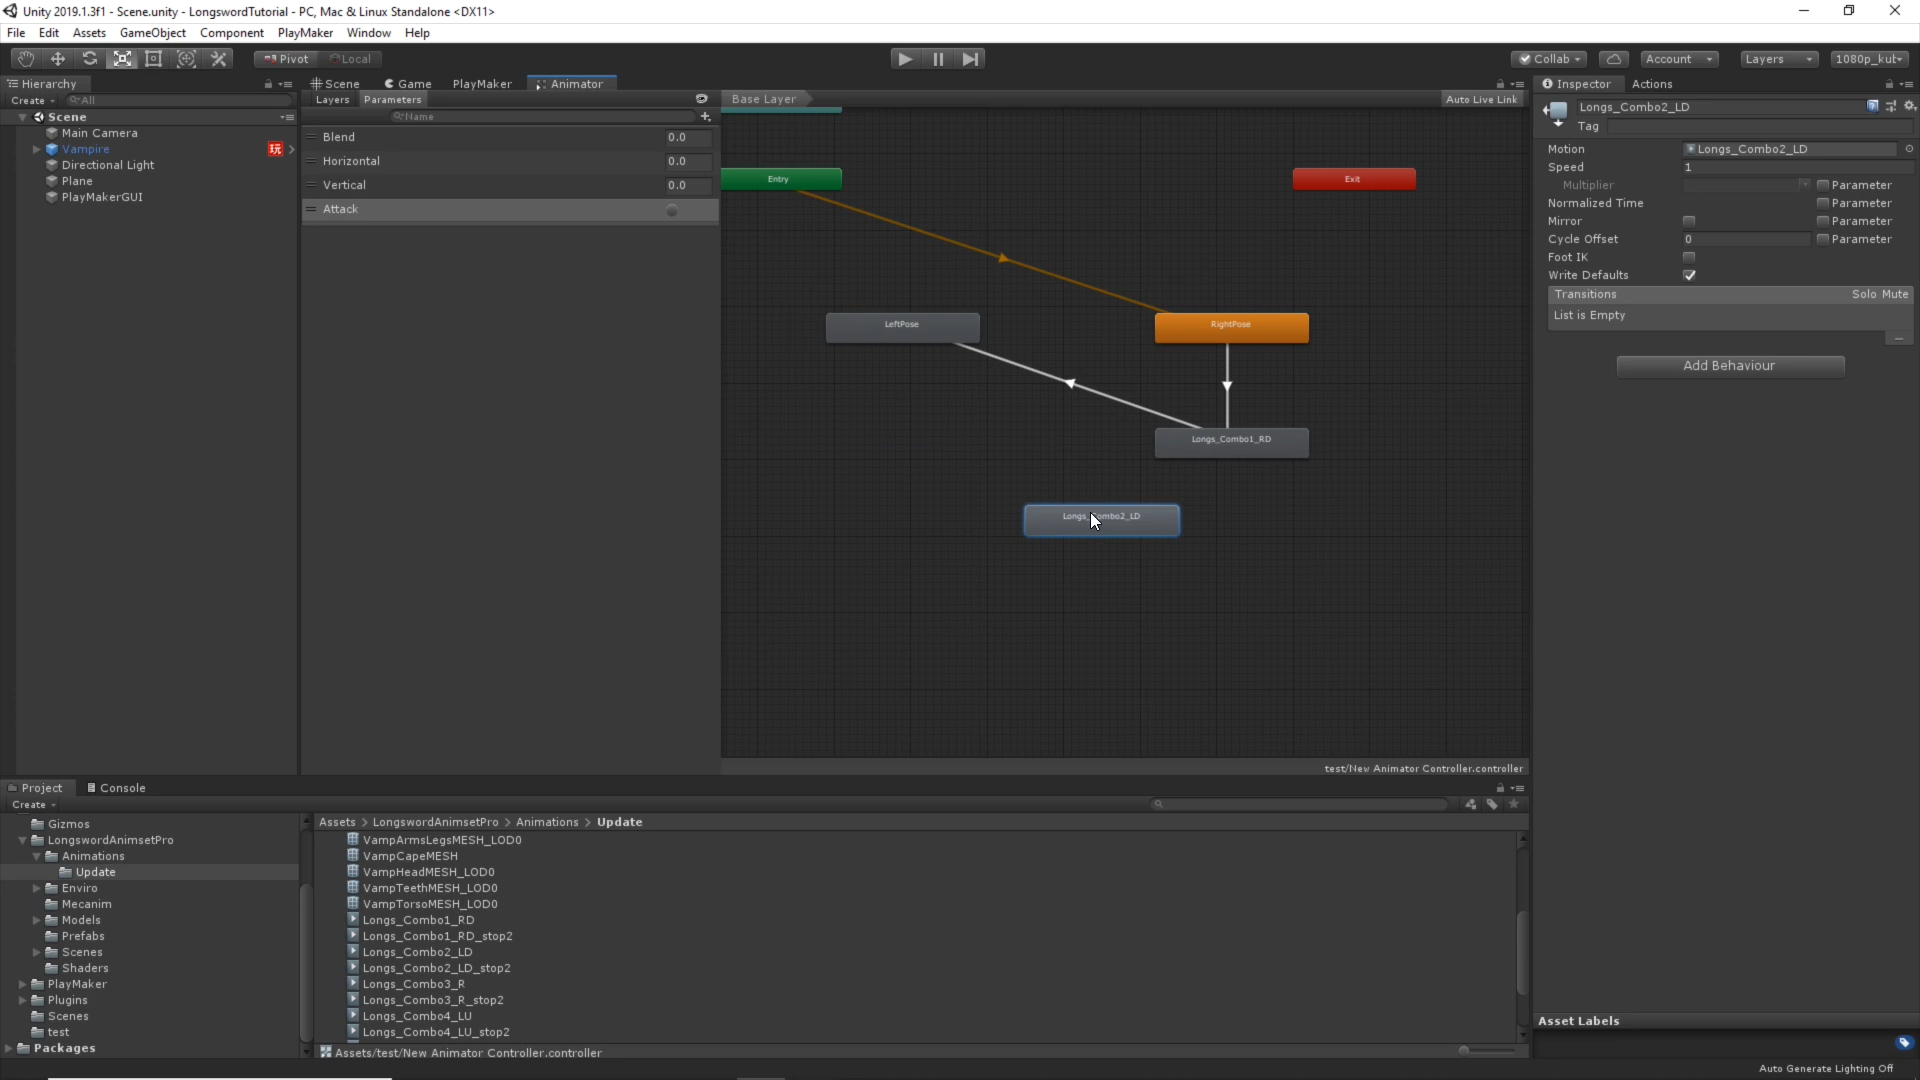 Unity 2019.1.3f1 - Scene.unity - LongswordTutorial - PC, Mac & Linux Standalone <DX11>
File Edit Assets GameObject Component PlayMaker Window Help
Pivot Local Collab Account Layers 1080p_kut
Hierarchy Scene Game PlayMaker Animator Inspector Actions
Create All Layers Parameters Base Layer Auto Live Link
Name
Scene
Main Camera
Vampire 玩
Directional Light
Plane
PlayMakerGUI
Blend 0.0
Horizontal 0.0
Vertical 0.0
Attack
Entry
Exit
LeftPose
RightPose
Longs_Combo1_RD
Longs_Combo2_LD
test/New Animator Controller.controller
Longs_Combo2_LD
Tag
Motion Longs_Combo2_LD
Speed 1
Multiplier Parameter
Normalized Time Parameter
Mirror Parameter
Cycle Offset 0 Parameter
Foot IK
Write Defaults
Transitions Solo Mute
List is Empty
Add Behaviour
Project Console
Create
Gizmos
LongswordAnimsetPro
Animations
Update
Enviro
Mecanim
Models
Prefabs
Scenes
Shaders
PlayMaker
Plugins
Scenes
test
Packages
Assets > LongswordAnimsetPro > Animations > Update
VampArmsLegsMESH_LOD0
VampCapeMESH
VampHeadMESH_LOD0
VampTeethMESH_LOD0
VampTorsoMESH_LOD0
Longs_Combo1_RD
Longs_Combo1_RD_stop2
Longs_Combo2_LD
Longs_Combo2_LD_stop2
Longs_Combo3_R
Longs_Combo3_R_stop2
Longs_Combo4_LU
Longs_Combo4_LU_stop2
Assets/test/New Animator Controller.controller
Asset Labels
Auto Generate Lighting Off